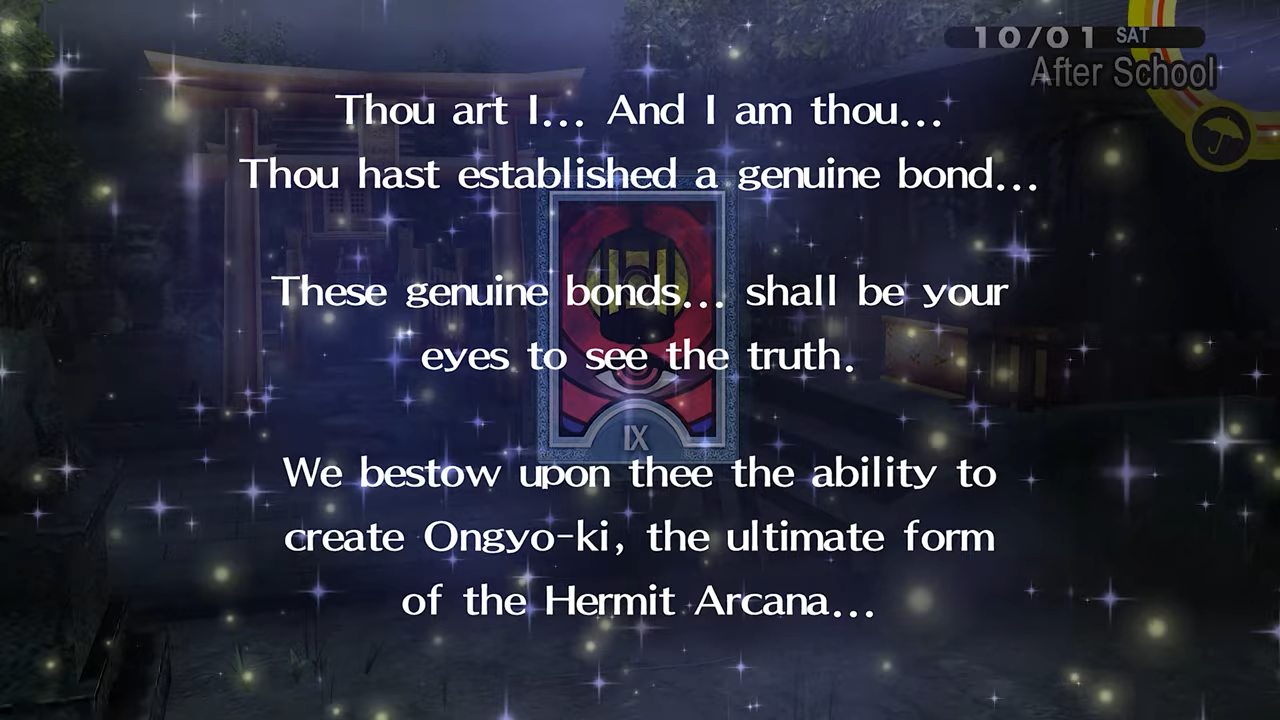 10/01 SAT
After School
Thou art I... And I am thou...
Thou hast established a genuine bond...
These genuine bonds... shall be your
eyes to see the truth.
IX
We bestow upon thee the ability to
create Ongyo-ki, the ultimate form
of the Hermit Arcana...